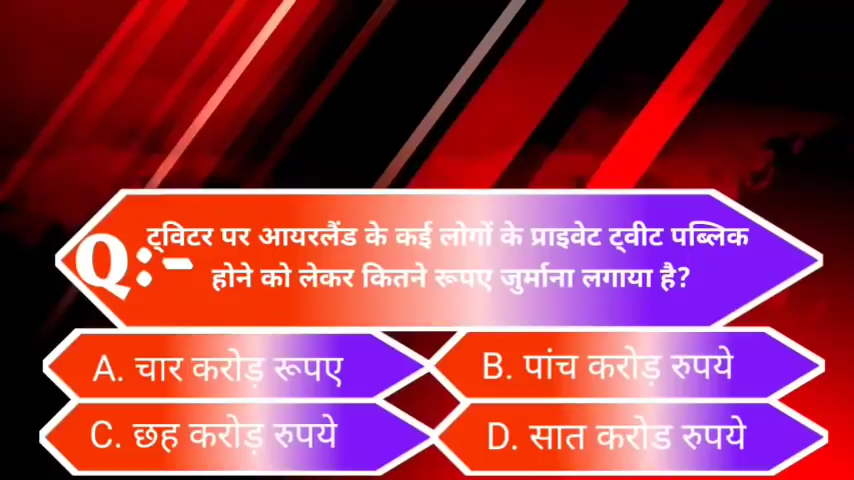 Q:- ट्विटर पर आयरलैंड के कई लोगों के प्राइवेट ट्वीट पब्लिक
होने को लेकर कितने रूपए जुर्माना लगाया है?
A. चार करोड़ रूपए
B. पांच करोड़ रुपये
C. छह करोड़ रुपये
D. सात करोड रुपये